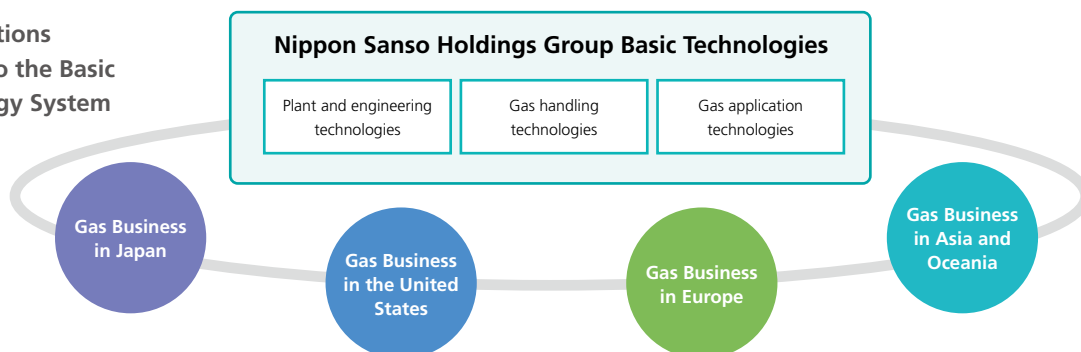 tions
o the Basic
gy System
Nippon Sanso Holdings Group Basic Technologies
Plant and engineering
technologies
Gas handling
technologies
Gas application
technologies
Gas Business
in Japan
Gas Business
in the United
States
Gas Business
in Europe
Gas Business
in Asia and
Oceania